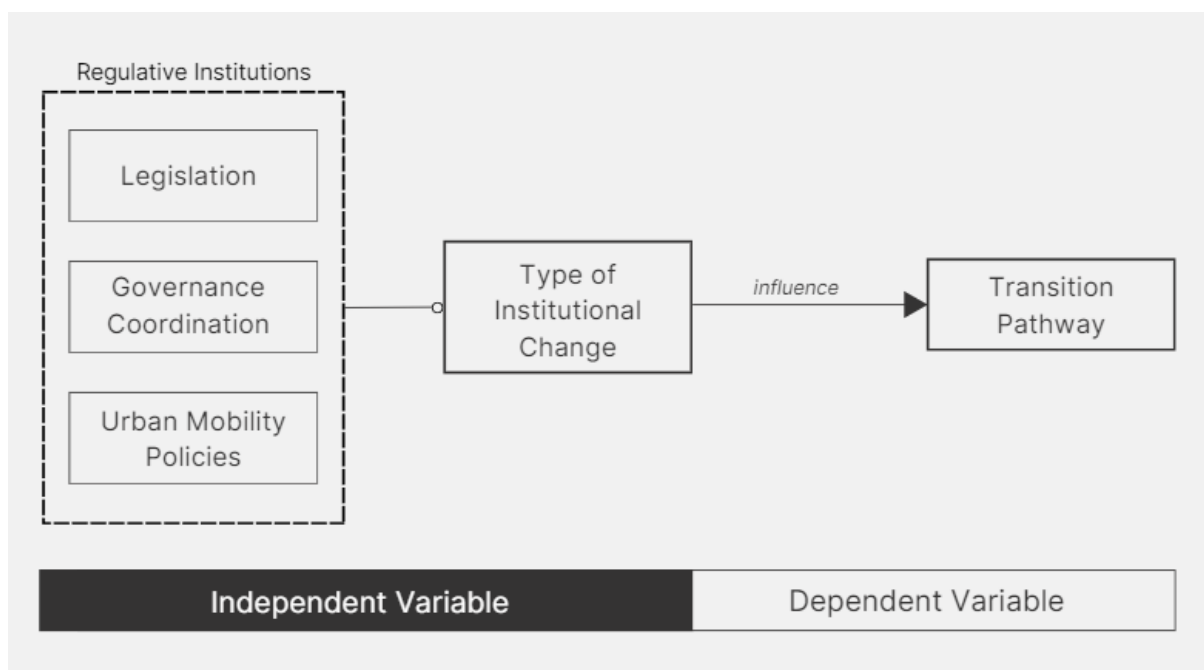 Regulative Institutions
Legislation
Governance
Coordination
Urban Mobility
Policies
Type of
Institutional
Change
influence
Transition
Pathway
Independent Variable
Dependent Variable